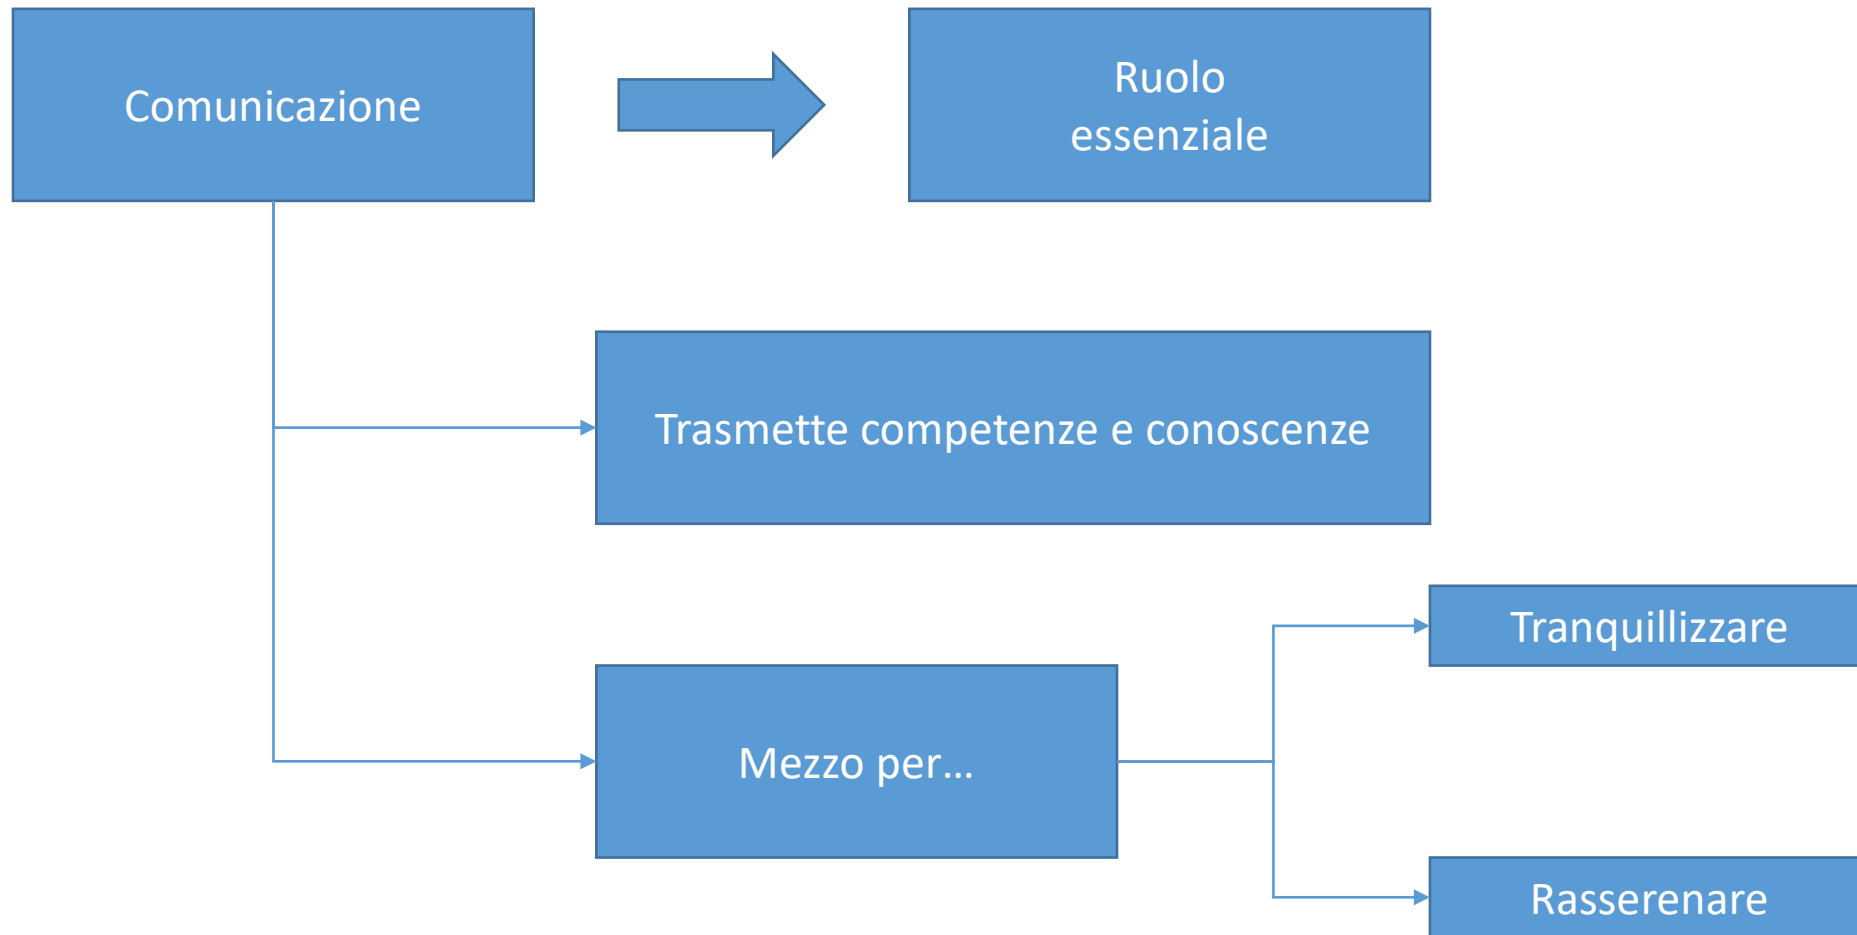 Comunicazione
Ruolo
essenziale
Trasmette competenze e conoscenze
Tranquillizzare
Mezzo per…
Rasserenare